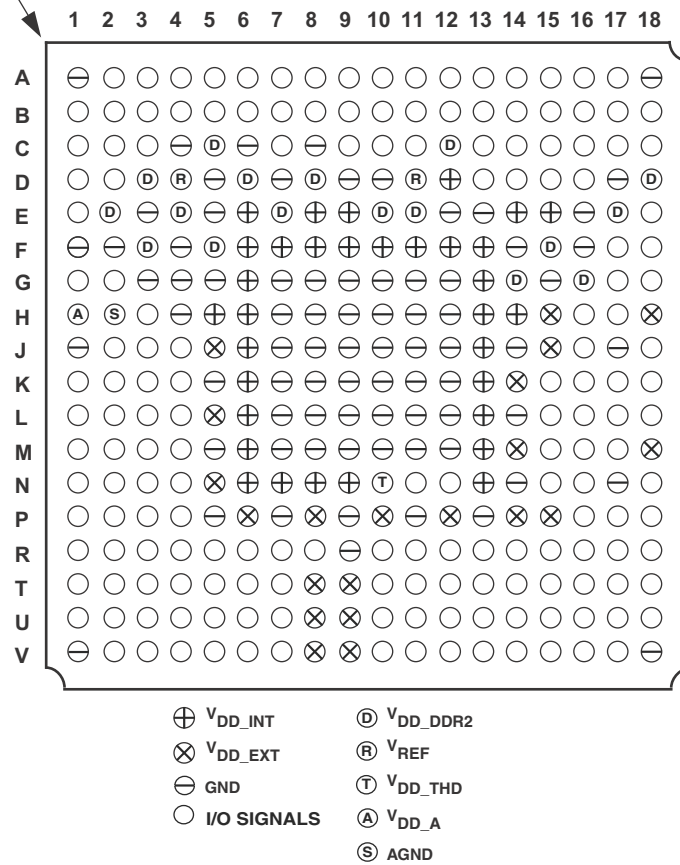 1 2 3 4 5 6 7 8 9 10 11 12 13 14 15 16 17 18
A
B
C D D
D D R D D R D
E D D D D D D
F D D D
G D D
H A S
J
K
L
M
N T
P
R
T
U
V
VDD_INT D VDD_DDR2
VDD_EXT R VREF
GND T VDD_THD
I/O SIGNALS A VDD_A
S AGND